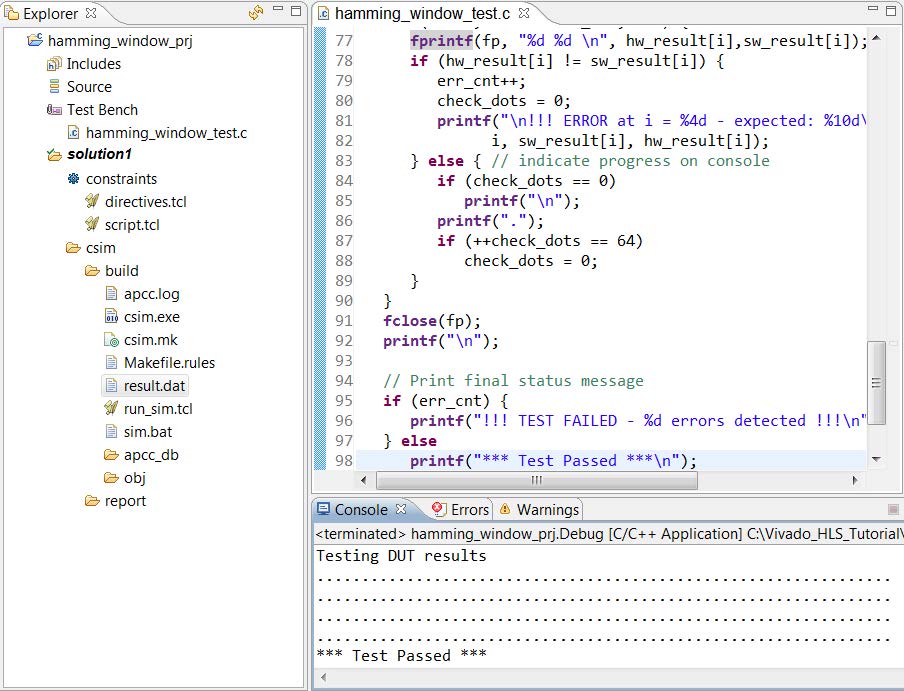 Explorer
hamming_window_prj
Includes
Source
Test Bench
hamming_window_test.c
solution1
constraints
directives.tcl
script.tcl
csim
build
apcc.log
csim.exe
csim.mk
Makefile.rules
result.dat
run_sim.tcl
sim.bat
apcc_db
obj
report
hamming_window_test.c
77 fprintf(fp, "%d %d \n", hw_result[i],sw_result[i]);
78 if (hw_result[i] != sw_result[i]) {
79 err_cnt++;
80 check_dots = 0;
81 printf("\n!!! ERROR at i = %4d - expected: %10d\
82 i, sw_result[i], hw_result[i]);
83 } else { // indicate progress on console
84 if (check_dots == 0)
85 printf("\n");
86 printf(".");
87 if (++check_dots == 64)
88 check_dots = 0;
89 }
90 }
91 fclose(fp);
92 printf("\n");
93
94 // Print final status message
95 if (err_cnt) {
96 printf("!!! TEST FAILED - %d errors detected !!!\n"
97 } else
98 printf("*** Test Passed ***\n");
Console Errors Warnings
<terminated> hamming_window_prj.Debug [C/C++ Application] C:\Vivado_HLS_Tutorial\
Testing DUT results
................................................................
................................................................
................................................................
................................................................
*** Test Passed ***